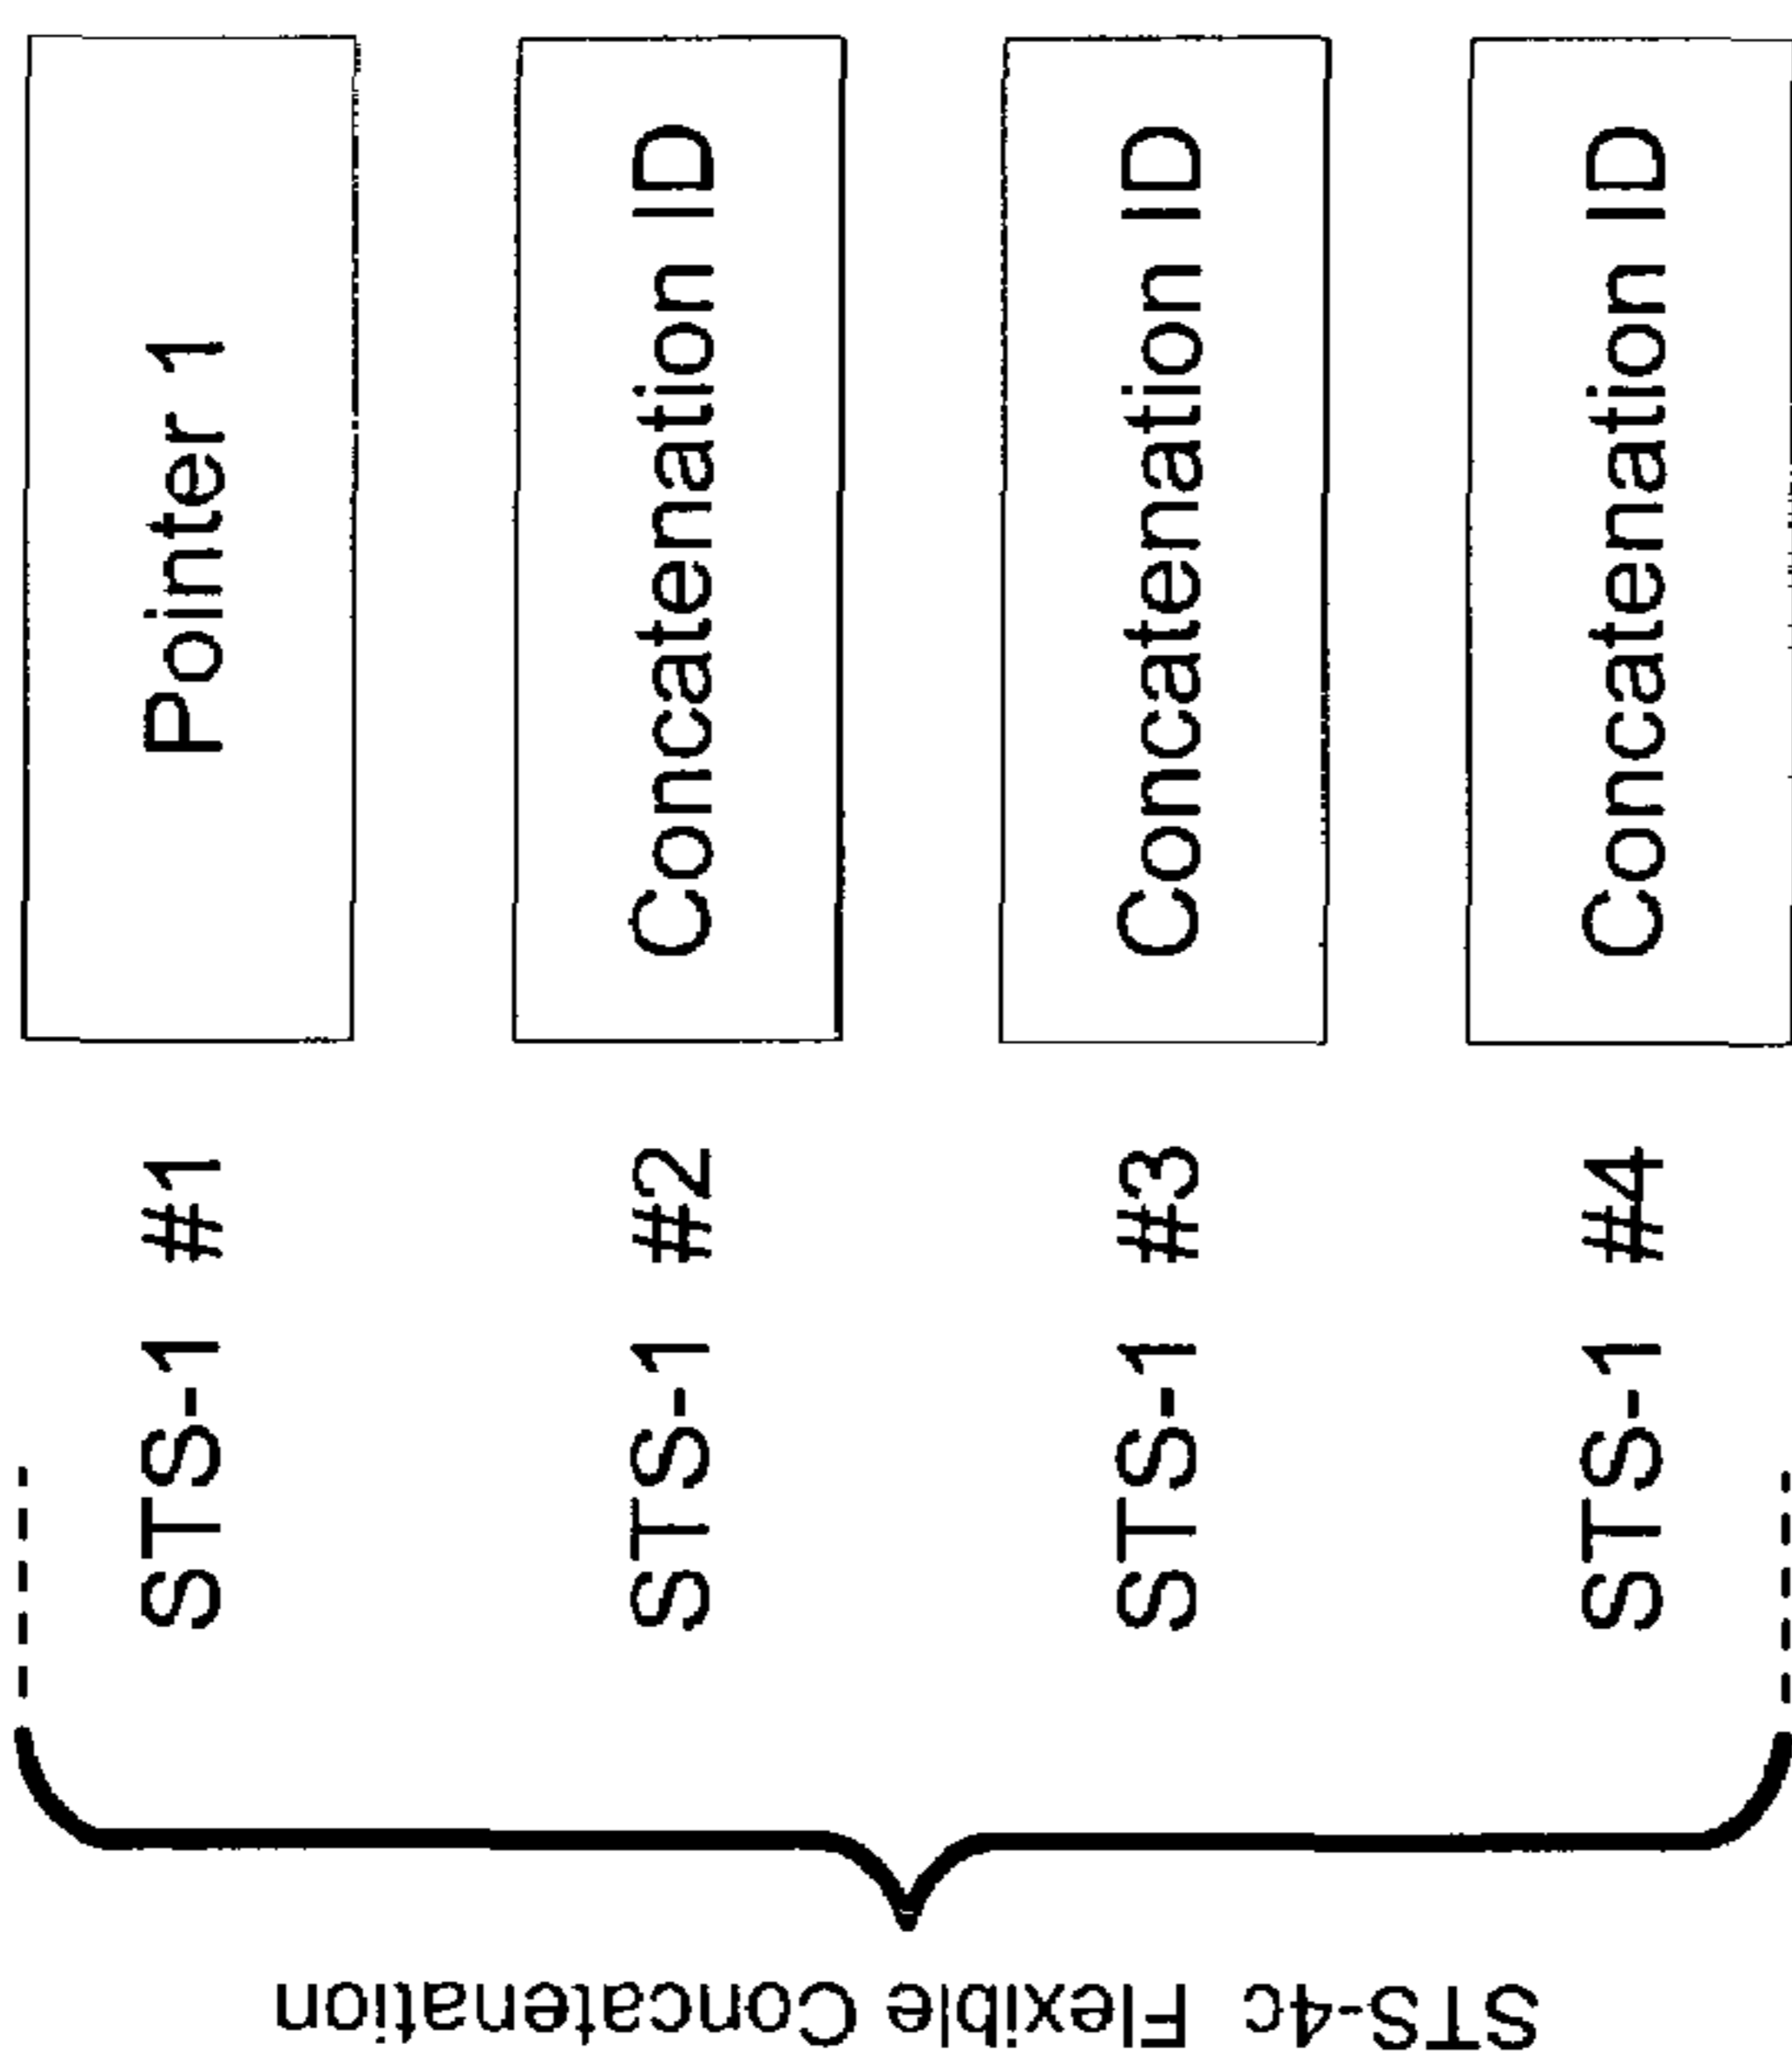 STS-4c Flexible Concatenation
STS-1 #1 Pointer 1
STS-1 #2 Concatenation ID
STS-1 #3 Concatenation ID
STS-1 #4 Concatenation ID